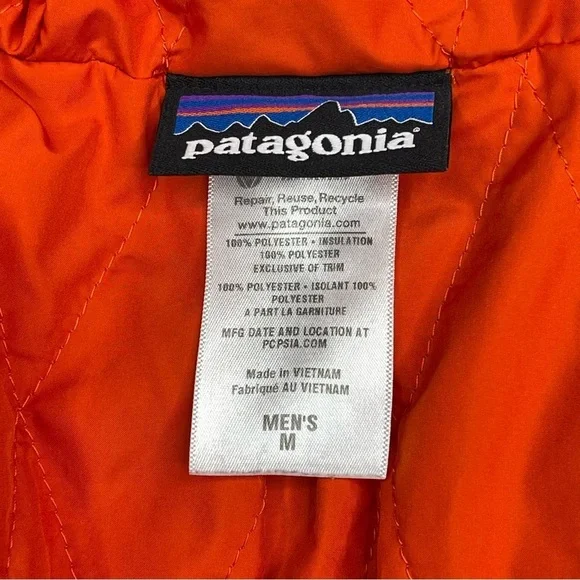 patagonia®
Repair, Reuse, Recycle
This Product
www.patagonia.com
100% POLYESTER • INSULATION
100% POLYESTER
EXCLUSIVE OF TRIM
100% POLYESTER • ISOLANT 100%
POLYESTER
A PART LA GARNITURE
MFG DATE AND LOCATION AT
PCPSIA.COM
Made in VIETNAM
Fabriqué AU VIETNAM
MEN'S
M